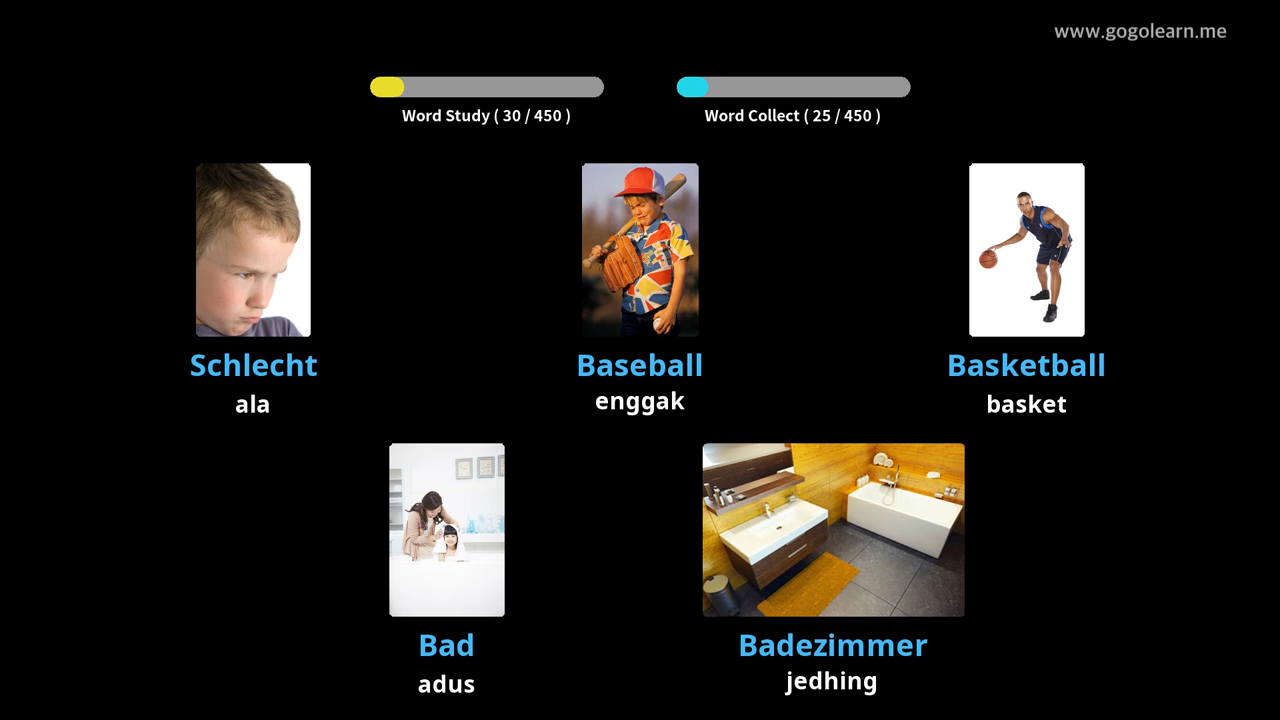 www.gogolearn.me
Word Study ( 30 / 450 )
Word Collect ( 25 / 450 )
Schlecht
ala
Baseball
enggak
Basketball
basket
Bad
adus
Badezimmer
jedhing